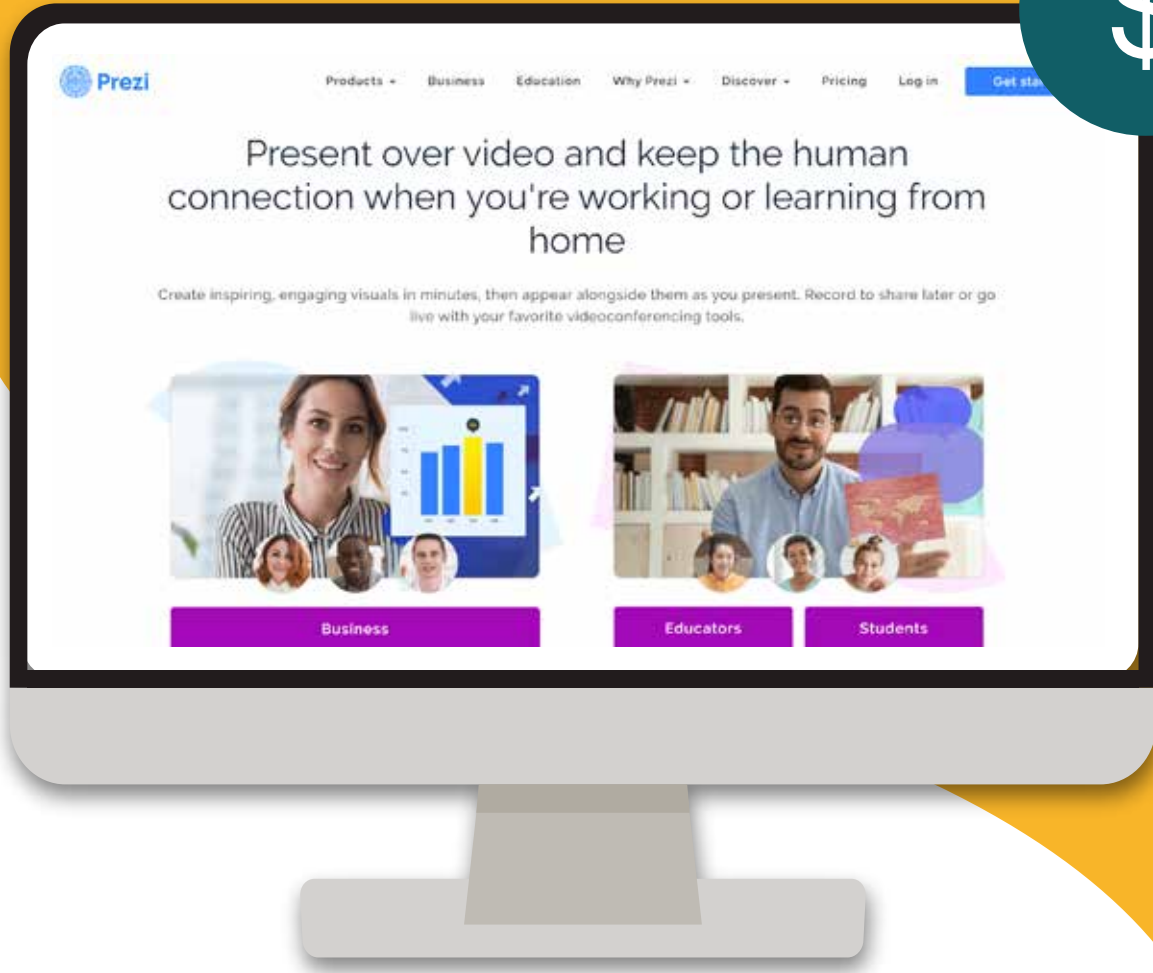 $
Prezi
Products
Business
Education
Why Prezi
Discover
Pricing
Log in
Get
Present over video and keep the human
connection when you're working or learning from
home
Create inspiring, engaging visuals in minutes, then appear alongside them as you present. Record to share later or go
live with your favorite videoconferencing tools.
Business
Educators
Students